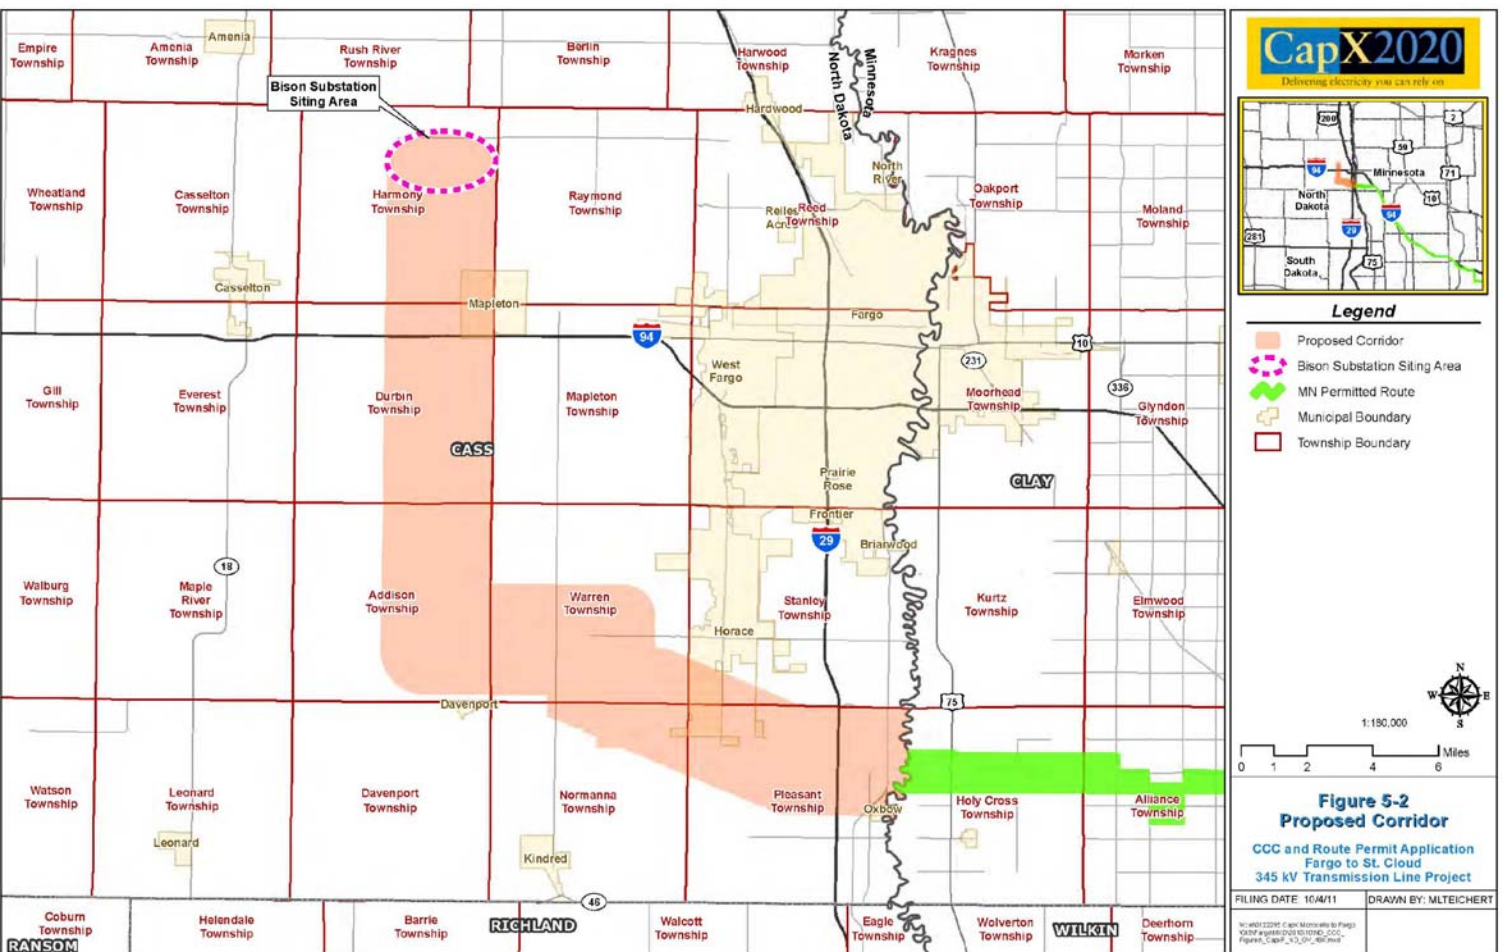 Empire
Township
Amenia
Township
Amenia
Rush River
Township
Berlin
Township
Harwood
Township
Minnesota
North Dakota
Kragnes
Township
Morken
Township
Bison Substation
Siting Area
Hardwood
North
River
Wheatland
Township
Casselton
Township
Harmony
Township
Raymond
Township
Reiles
Acres
Reed
Township
Oakport
Township
Moland
Township
Casselton
Mapleton
94
Fargo
West
Fargo
231
10
336
Gill
Township
Everest
Township
Durbin
Township
Mapleton
Township
Moorhead
Township
Glyndon
Township
CASS
CLAY
Prairie
Rose
Frontier
29
Briarwood
18
Walburg
Township
Maple
River
Township
Addison
Township
Warren
Township
Stanley
Township
Kurtz
Township
Elmwood
Township
Horace
Davenport
75
Watson
Township
Leonard
Township
Davenport
Township
Normanna
Township
Pleasant
Township
Oxbow
Holy Cross
Township
Alliance
Township
Leonard
Kindred
46
Coburn
Township
RANSOM
Helendale
Township
Barrie
Township
RICHLAND
Walcott
Township
Eagle
Township
Wolverton
Township
WILKIN
Deerhorn
Township
CapX2020
Delivering electricity you can rely on
200
2
59
94
Minnesota
71
North
Dakota
10
94
29
281
75
South
Dakota
Legend
Proposed Corridor
Bison Substation Siting Area
MN Permitted Route
Municipal Boundary
Township Boundary
N
W
E
S
1:180,000
Miles
0 1 2 4 6
Figure 5-2
Proposed Corridor
CCC and Route Permit Application
Fargo to St. Cloud
345 kV Transmission Line Project
FILING DATE 10/4/11
DRAWN BY: MLTEICHERT